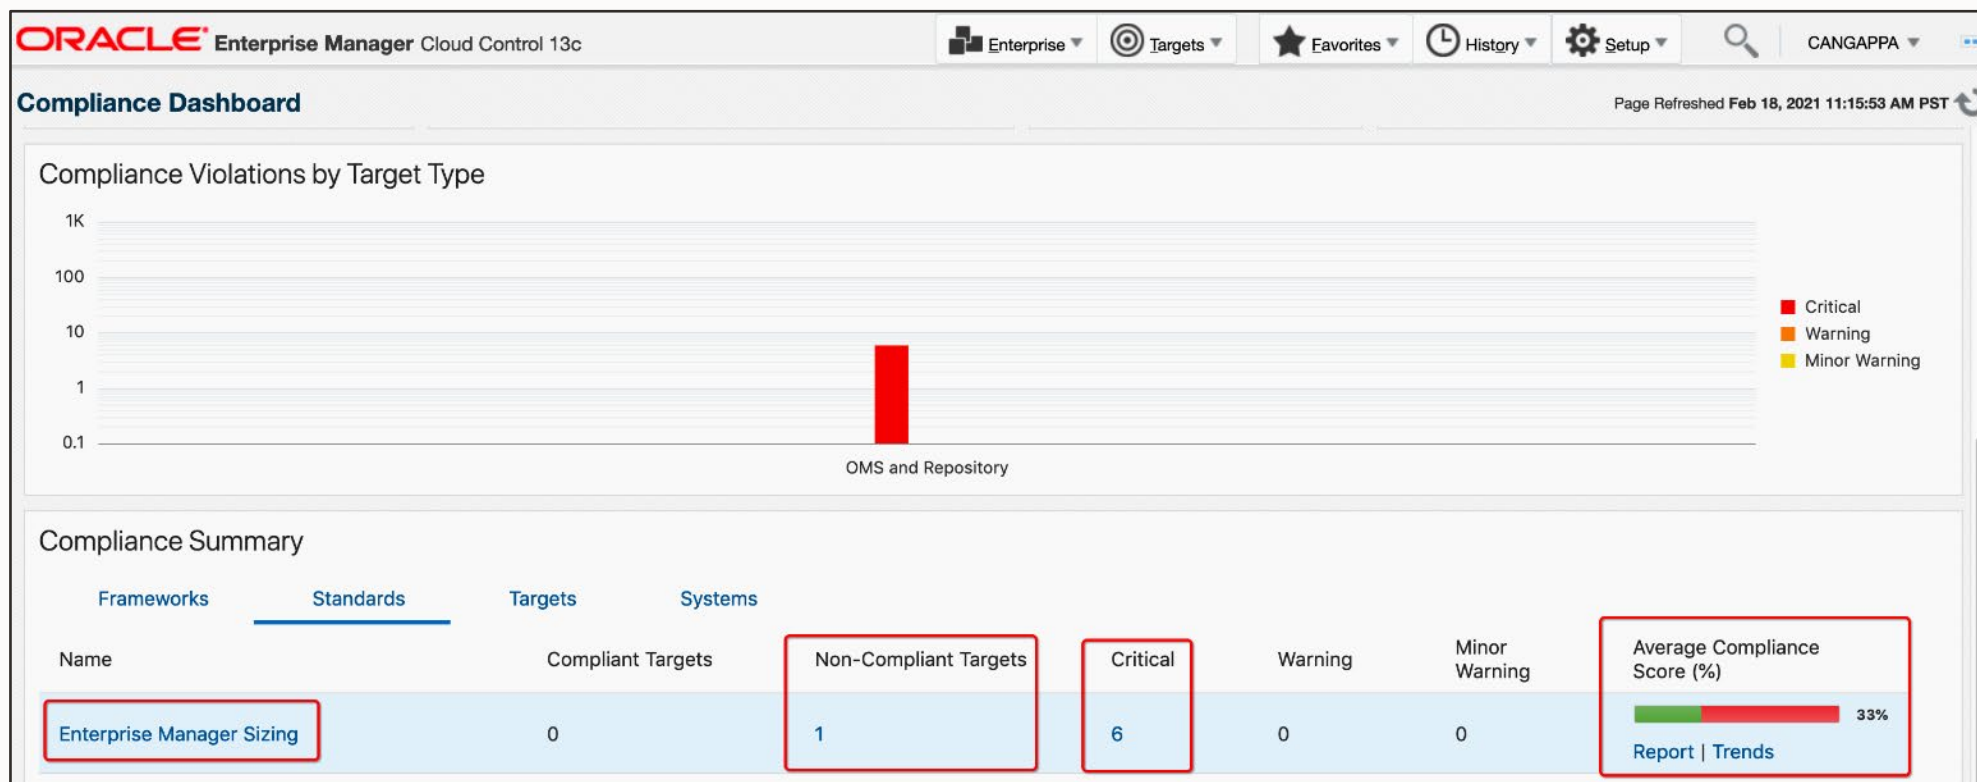 ORACLE Enterprise Manager Cloud Control 13c Enterprise Targets Favorites History Setup CANGAPPA
Compliance Dashboard Page Refreshed Feb 18, 2021 11:15:53 AM PST
Compliance Violations by Target Type
1K
100
10
1
0.1
OMS and Repository
Critical
Warning
Minor Warning
Compliance Summary
Frameworks Standards Targets Systems
Name Compliant Targets Non-Compliant Targets Critical Warning Minor Warning Average Compliance Score (%)
Enterprise Manager Sizing 0 1 6 0 0 33%
Report | Trends